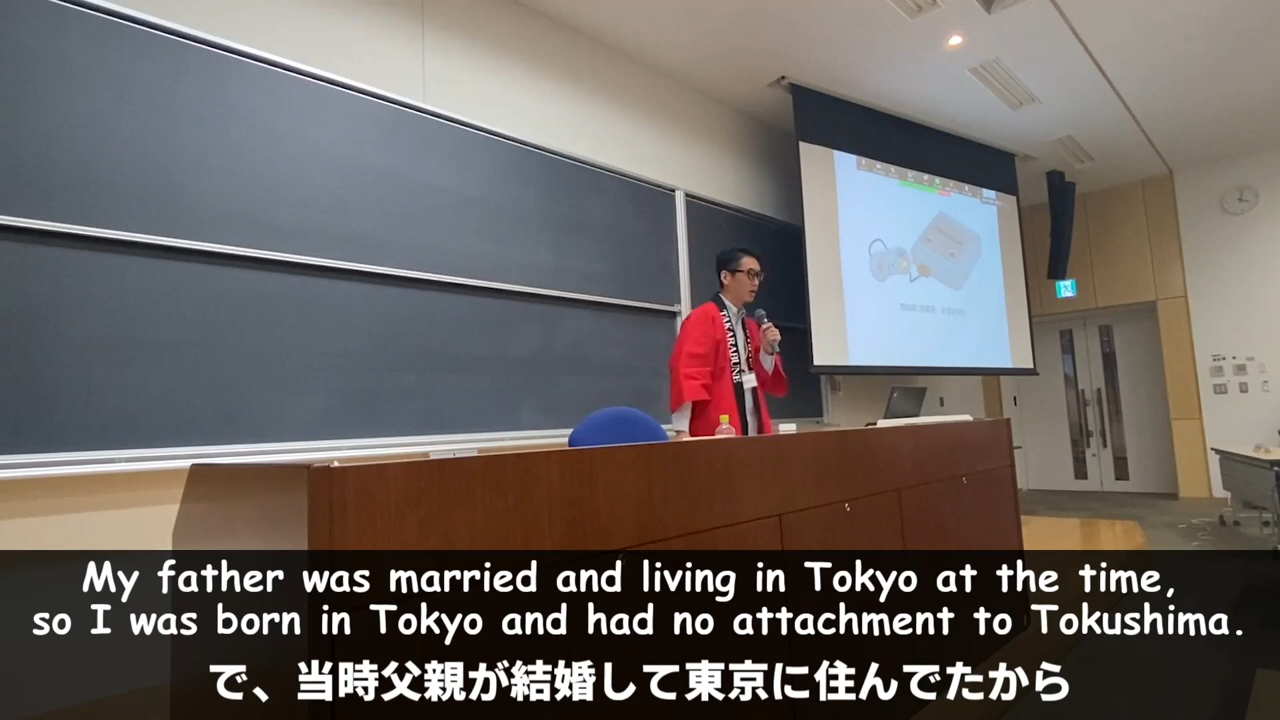 TAKARABUNE
My father was married and living in Tokyo at the time,
so I was born in Tokyo and had no attachment to Tokushima.
で、当時父親が結婚して東京に住んでたから